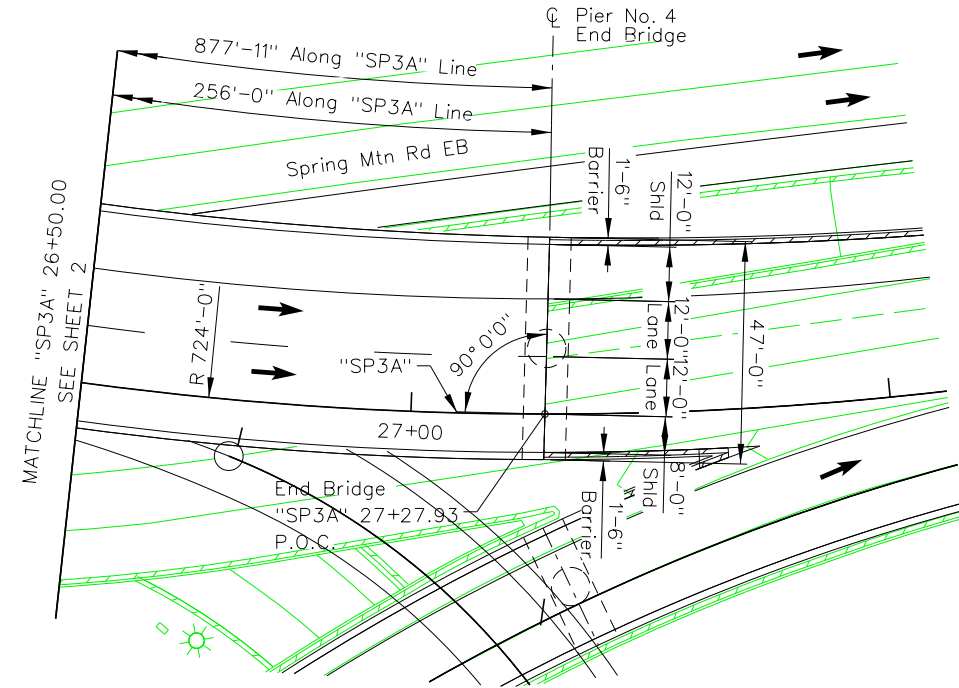 ℄ Pier No. 4
End Bridge
877'-11" Along "SP3A" Line
256'-0" Along "SP3A" Line
Spring Mtn Rd EB
1'-6"
Barrier
12'-0"
Shld
MATCHLINE "SP3A" 26+50.00
SEE SHEET 2
R 724'-0"
90°0'0"
"SP3A"
12'-0"
Lane
12'-0"
Lane
47'-0"
27+00
8'-0"
Shld
End Bridge
"SP3A" 27+27.93
P.O.C.
1'-6"
Barrier